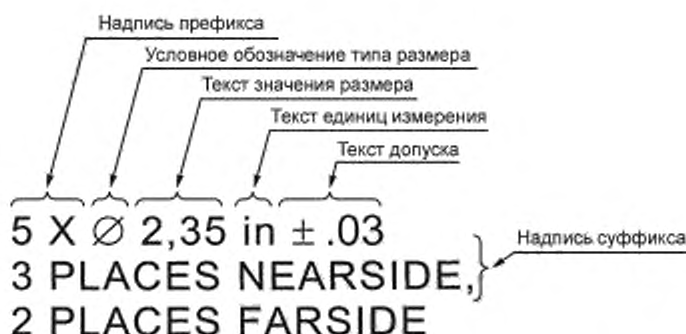 Надпись префикса
Условное обозначение типа размера
Текст значения размера
Текст единиц измерения
Текст допуска
5 X ∅ 2,35 in ± .03
Надпись суффикса
3 PLACES NEARSIDE,
2 PLACES FARSIDE